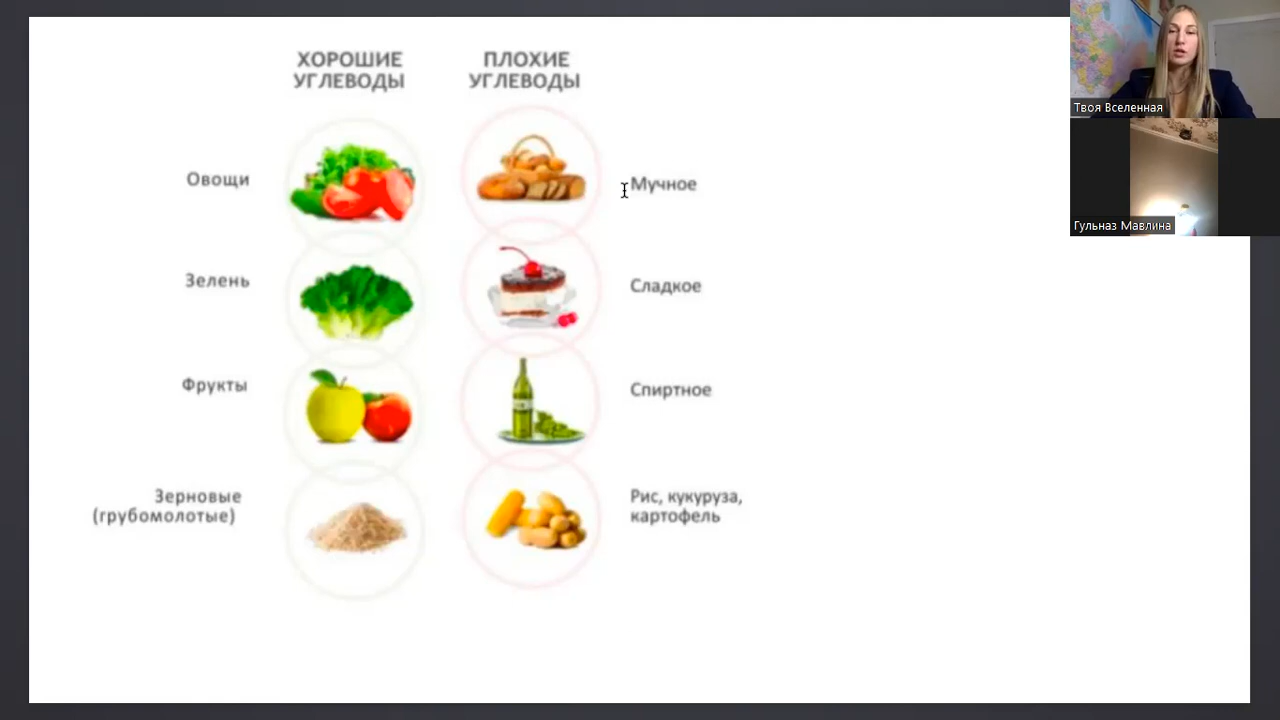 ХОРОШИЕ
УГЛЕВОДЫ
ПЛОХИЕ
УГЛЕВОДЫ
Овощи
Мучное
Зелень
Сладкое
Фрукты
Спиртное
Зерновые
(грубомолотые)
Рис, кукуруза,
картофель
Твоя Вселенная
Гульназ Мавлина